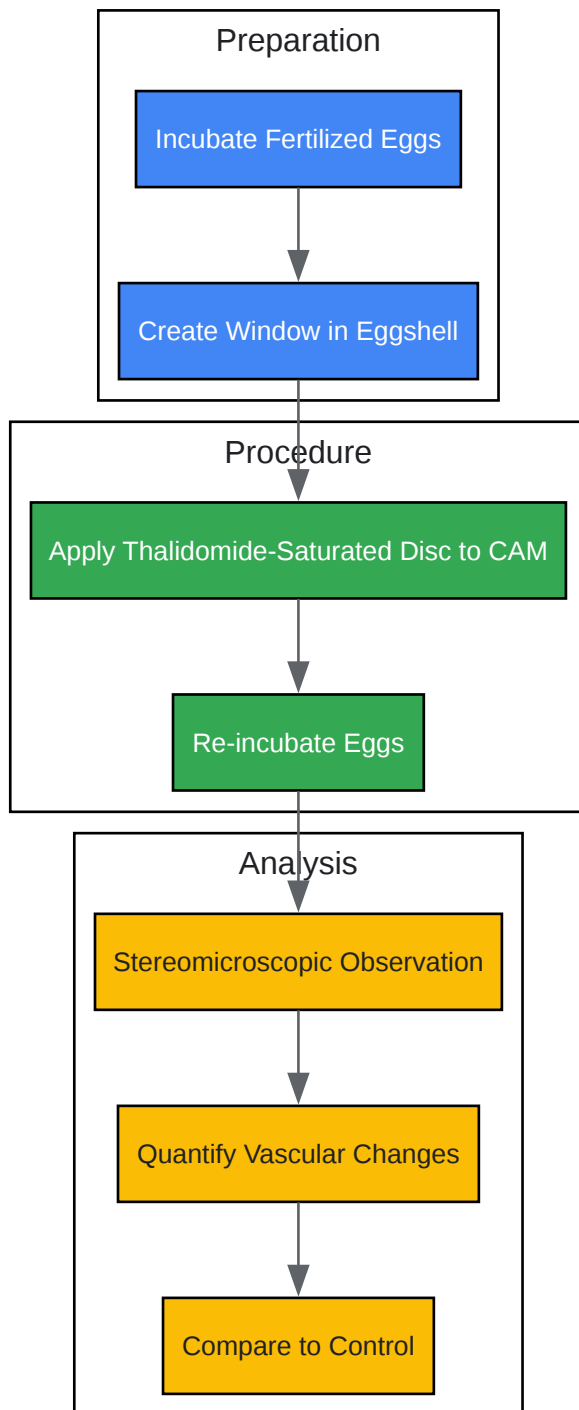 Preparation
Incubate Fertilized Eggs
Create Window in Eggshell
Procedure
Apply Thalidomide-Saturated Disc to CAM
Re-incubate Eggs
Analysis
Stereomicroscopic Observation
Quantify Vascular Changes
Compare to Control